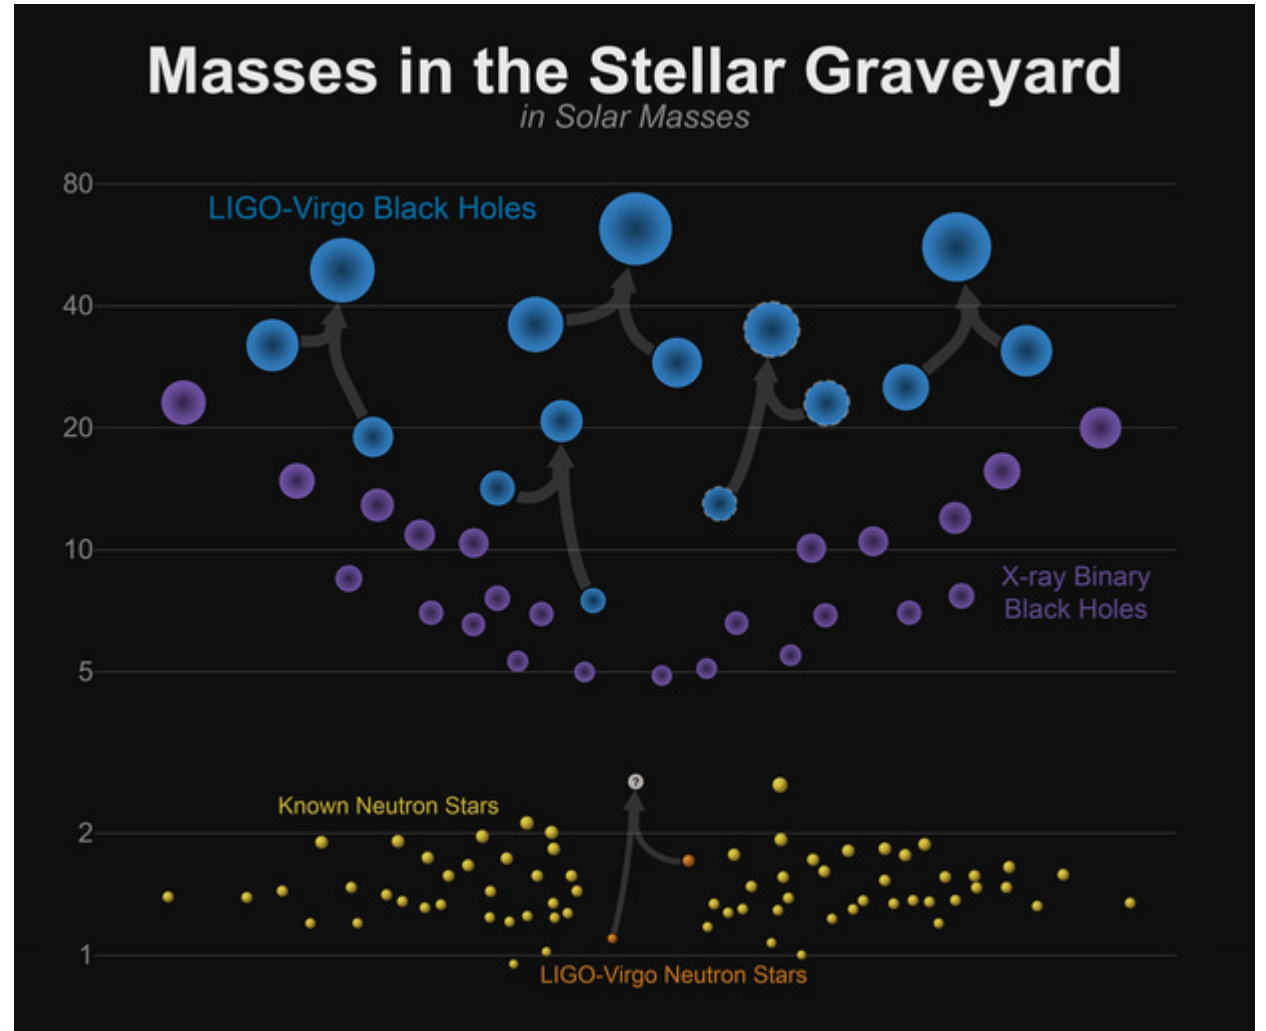 Masses in the Stellar Graveyard
in Solar Masses
80
LIGO-Virgo Black Holes
40
20
10
X-ray Binary
Black Holes
5
?
Known Neutron Stars
2
1
LIGO-Virgo Neutron Stars